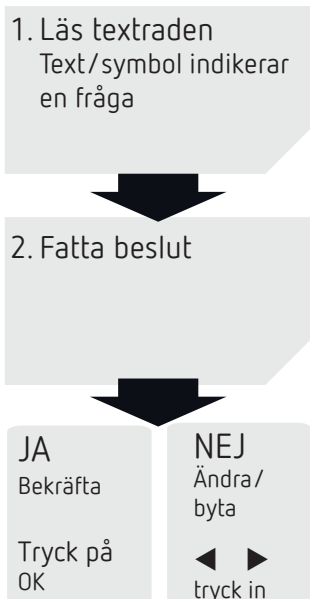 1. Läs textraden
Text/symbol indikerar
en fråga
2. Fatta beslut
JA
Bekräfta
Tryck på
OK
NEJ
Ändra/
byta
◀ ▶
tryck in